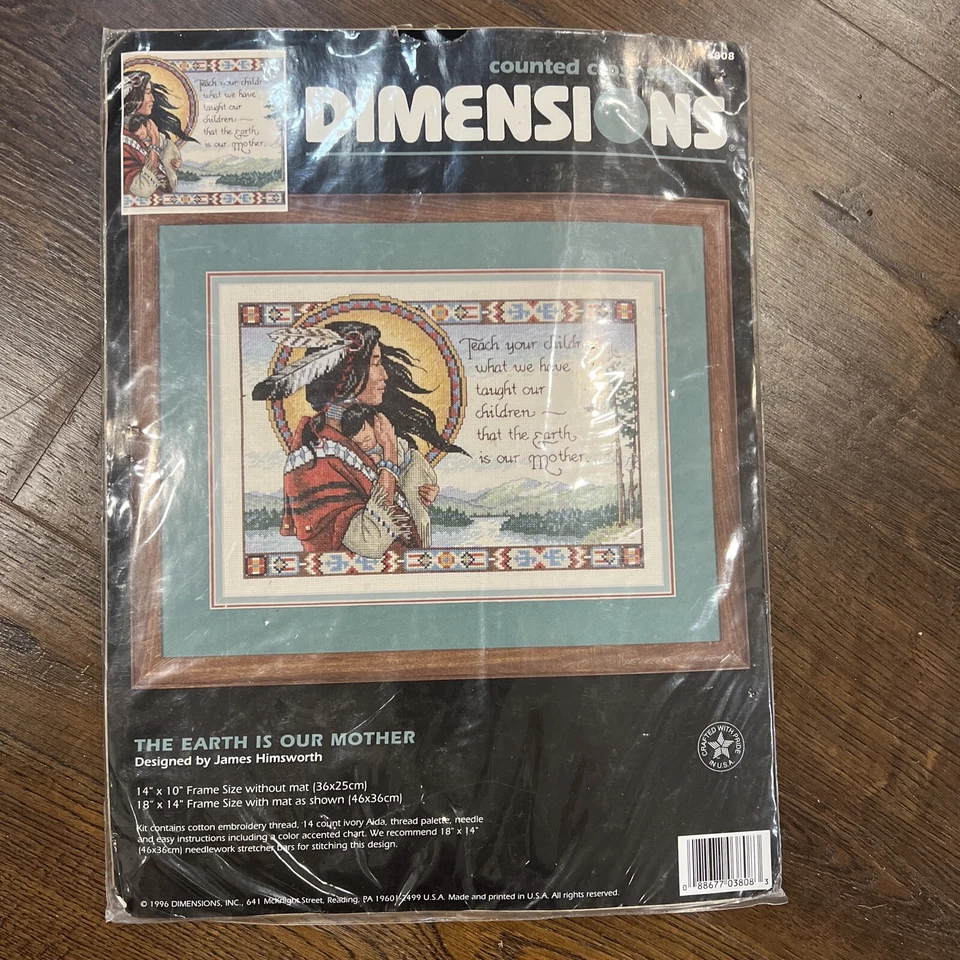 Teach your childr
what we have
taught our
children —
that the Earth
is our Mother.
counted
808
DIMENSIONS®
Teach your childr
what we have
taught our
children —
that the Earth
is our Mother.
THE EARTH IS OUR MOTHER
Designed by James Himsworth
14" x 10" Frame Size without mat (36x25cm)
18" x 14" Frame Size with mat as shown (46x36cm)
Kit contains cotton embroidery thread, 14 count ivory Aida, thread palette, needle
and easy instructions including a color accented chart. We recommend 18" x 14"
(46x36cm) needlework stretcher bars for stitching this design.
CRAFTED WITH PRIDE
IN U.S.A.
0 88677 03808 3
© 1996 DIMENSIONS, INC., 641 McKnight Street, Reading, PA 19601-2499 U.S.A. Made and printed in U.S.A. All rights reserved.